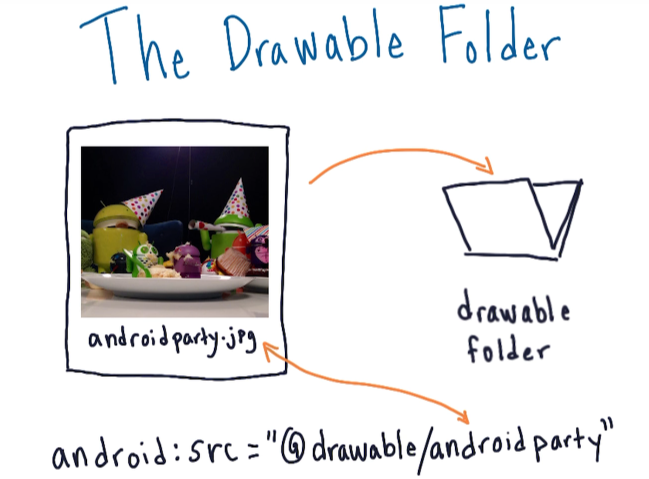 The Drawable Folder
androidparty.jpg
drawable
folder
android:src="@drawable/androidparty"